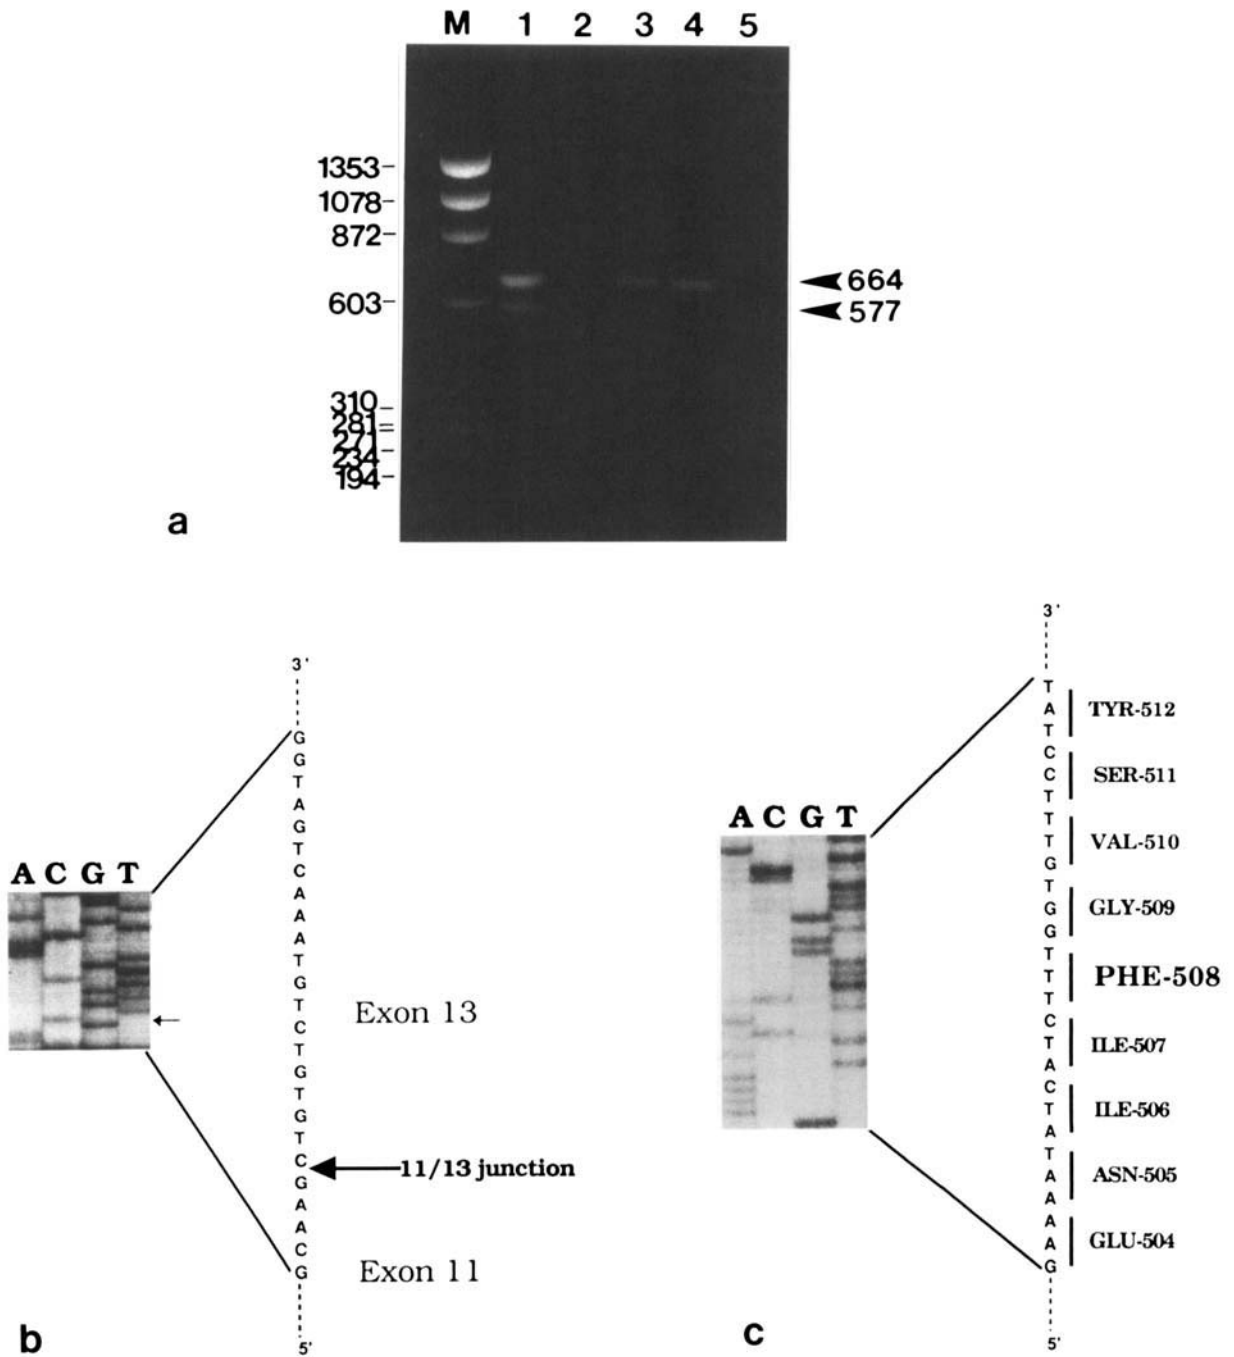 M 1 2 3 4 5
1353
1078
872
603
310
281
271
234
194
664
577
a
3'
G
G
T
A
G
T
C
A
A
A
T
G
T
C
T
G
T
G
T
C
G
A
A
C
G
5'
A C G T
Exon 13
11/13 junction
Exon 11
b
3'
T
A
T
C
C
T
T
T
G
T
G
G
T
T
T
C
T
A
C
T
A
T
A
A
A
A
G
5'
TYR-512
SER-511
VAL-510
GLY-509
PHE-508
ILE-507
ILE-506
ASN-505
GLU-504
A C G T
c